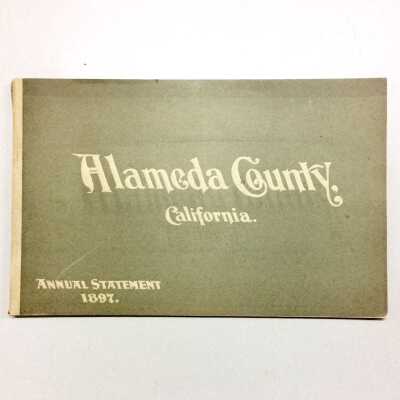 Alameda County,
California.
ANNUAL STATEMENT
1897.